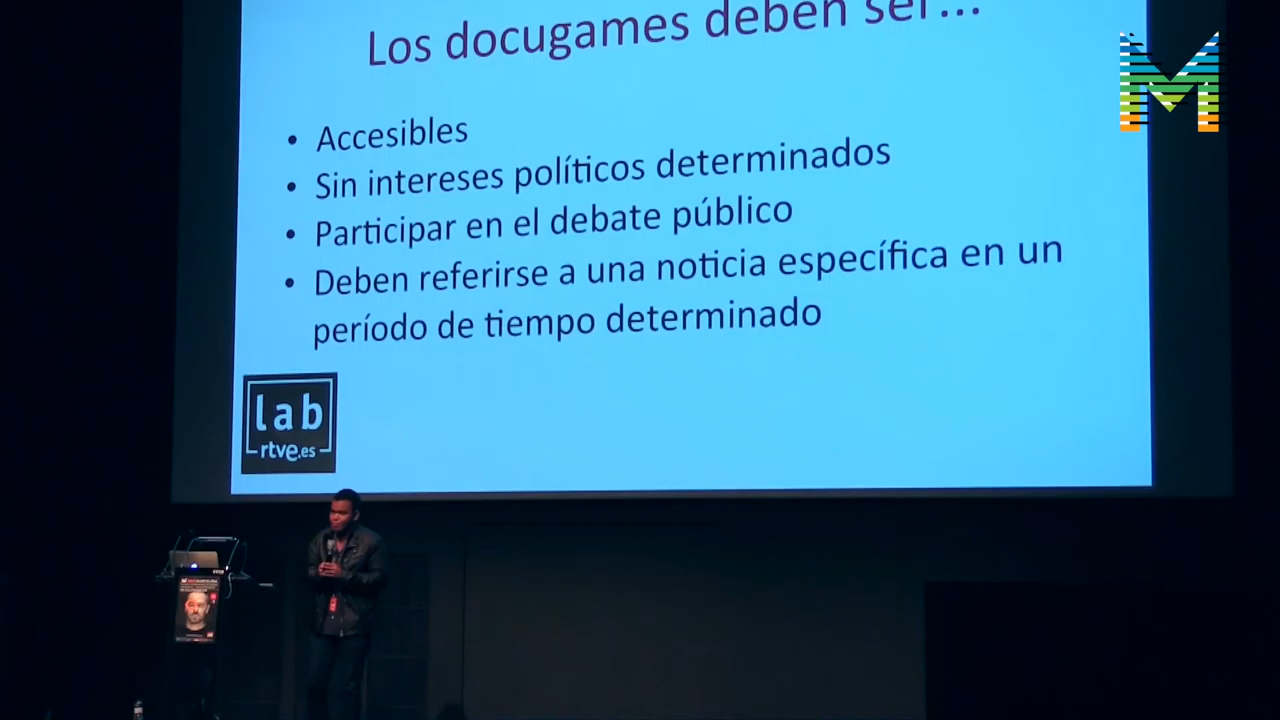 Los docugames deben ser...
• Accesibles
• Sin intereses políticos determinados
• Participar en el debate público
• Deben referirse a una noticia específica en un
período de tiempo determinado
lab
rtve.es
M